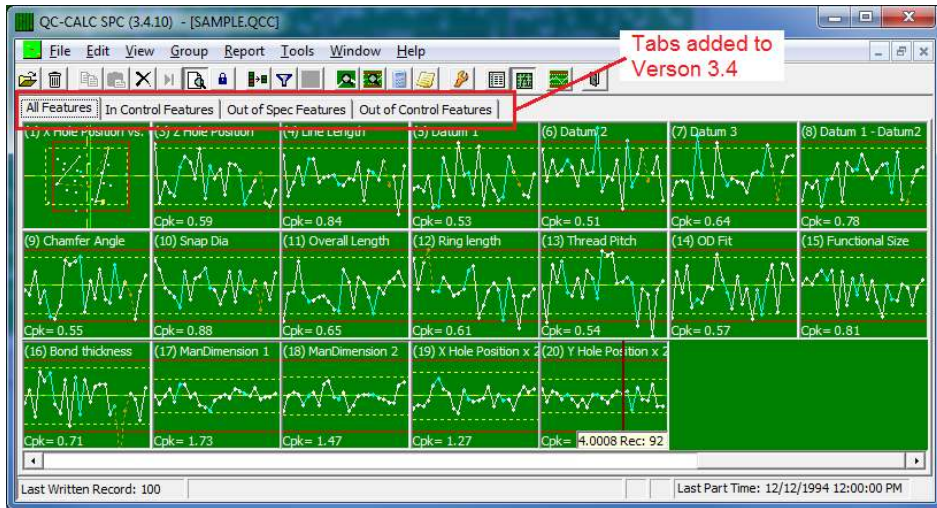 QC-CALC SPC (3.4.10) - [SAMPLE.QCC]
File Edit View Group Report Tools Window Help
Tabs added to
Verson 3.4
All Features In Control Features Out of Spec Features Out of Control Features
(1) X Hole Position vs. (3) Z Hole Position (4) Line Length (5) Datum 1 (6) Datum 2 (7) Datum 3 (8) Datum 1 - Datum2
Cpk= 0.59 Cpk= 0.84 Cpk= 0.53 Cpk= 0.51 Cpk= 0.64 Cpk= 0.78
(9) Chamfer Angle (10) Snap Dia (11) Overall Length (12) Ring length (13) Thread Pitch (14) OD Fit (15) Functional Size
Cpk= 0.55 Cpk= 0.88 Cpk= 0.65 Cpk= 0.61 Cpk= 0.54 Cpk= 0.57 Cpk= 0.81
(16) Bond thickness (17) ManDimension 1 (18) ManDimension 2 (19) X Hole Position x 2 (20) Y Hole Position x 2
Cpk= 0.71 Cpk= 1.73 Cpk= 1.47 Cpk= 1.27 Cpk= 4.0008 Rec: 92
Last Written Record: 100 Last Part Time: 12/12/1994 12:00:00 PM